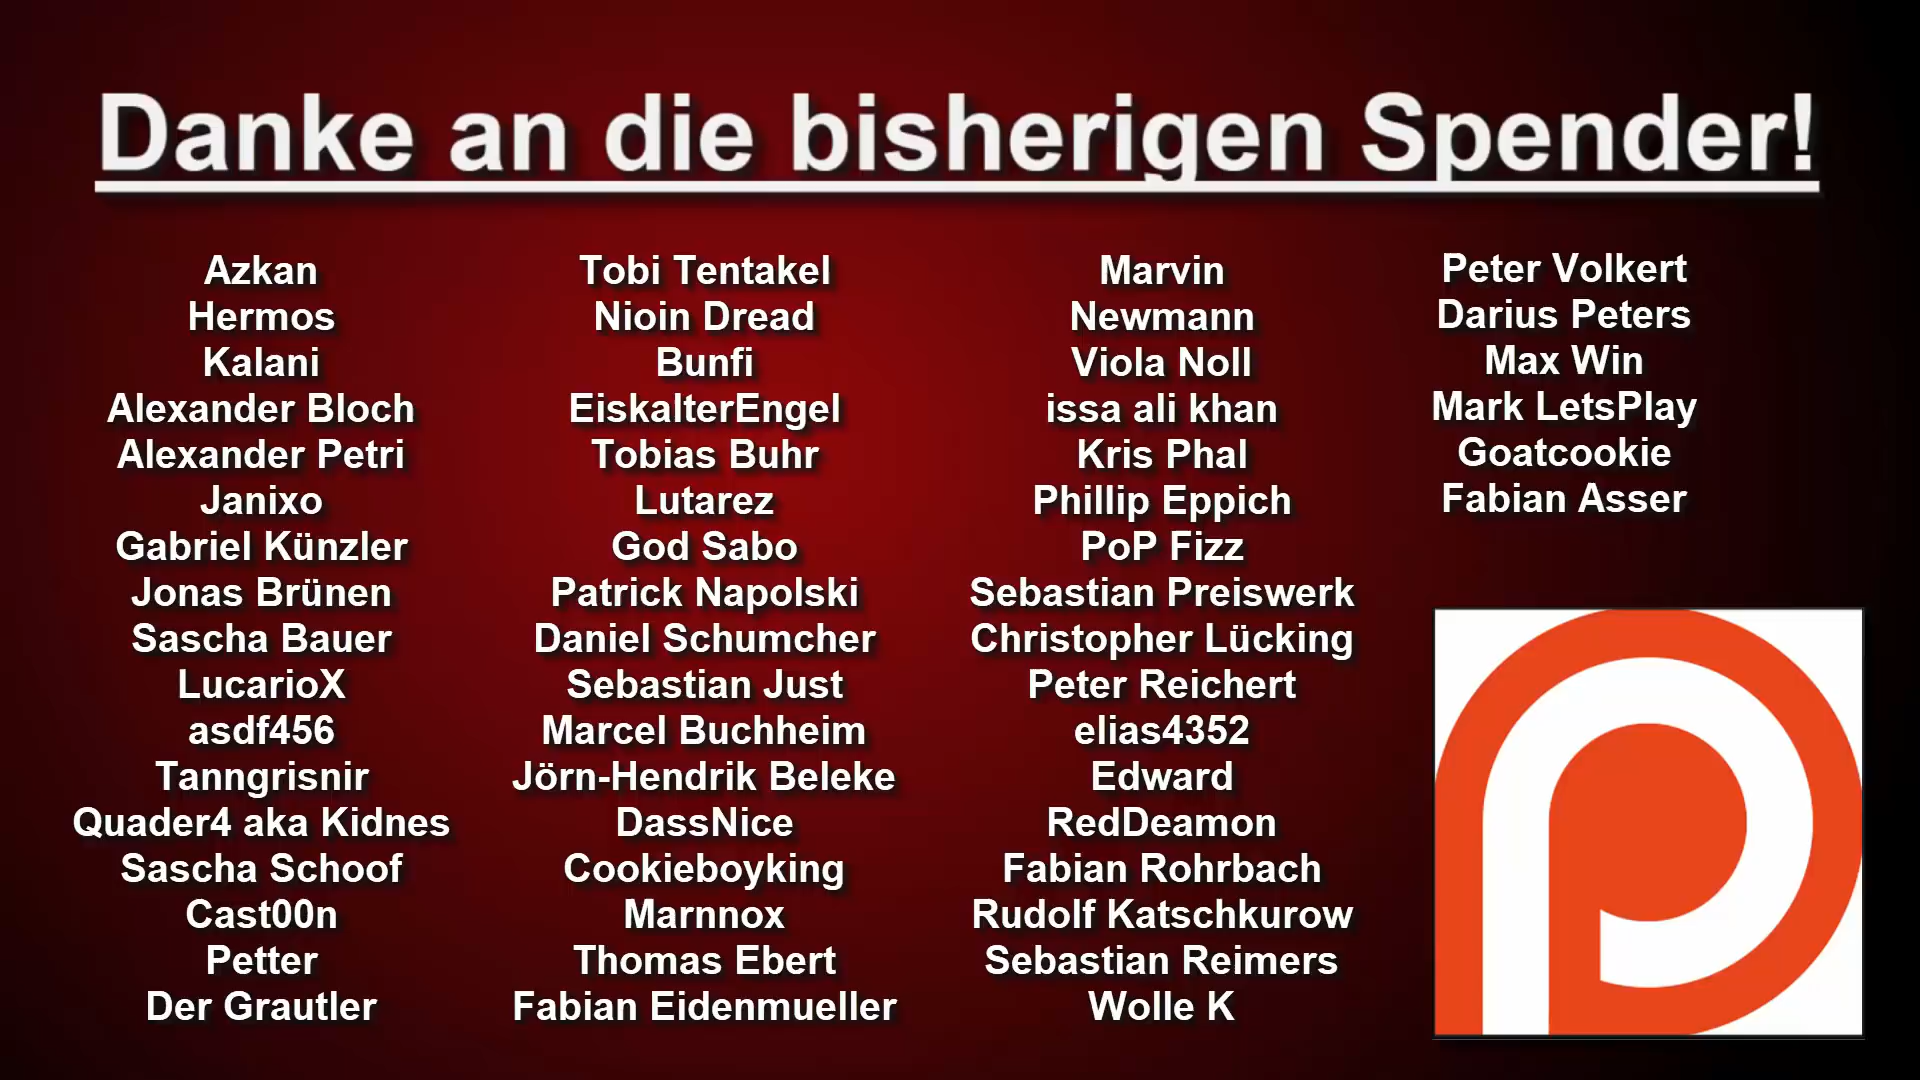 Danke an die bisherigen Spender!
Azkan
Hermos
Kalani
Alexander Bloch
Alexander Petri
Janixo
Gabriel Künzler
Jonas Brünen
Sascha Bauer
LucarioX
asdf456
Tanngrisnir
Quader4 aka Kidnes
Sascha Schoof
Cast00n
Petter
Der Grautler
Tobi Tentakel
Nioin Dread
Bunfi
EiskalterEngel
Tobias Buhr
Lutarez
God Sabo
Patrick Napolski
Daniel Schumcher
Sebastian Just
Marcel Buchheim
Jörn-Hendrik Beleke
DassNice
Cookieboyking
Marnnox
Thomas Ebert
Fabian Eidenmueller
Marvin
Newmann
Viola Noll
issa ali khan
Kris Phal
Phillip Eppich
PoP Fizz
Sebastian Preiswerk
Christopher Lücking
Peter Reichert
elias4352
Edward
RedDeamon
Fabian Rohrbach
Rudolf Katschkurow
Sebastian Reimers
Wolle K
Peter Volkert
Darius Peters
Max Win
Mark LetsPlay
Goatcookie
Fabian Asser